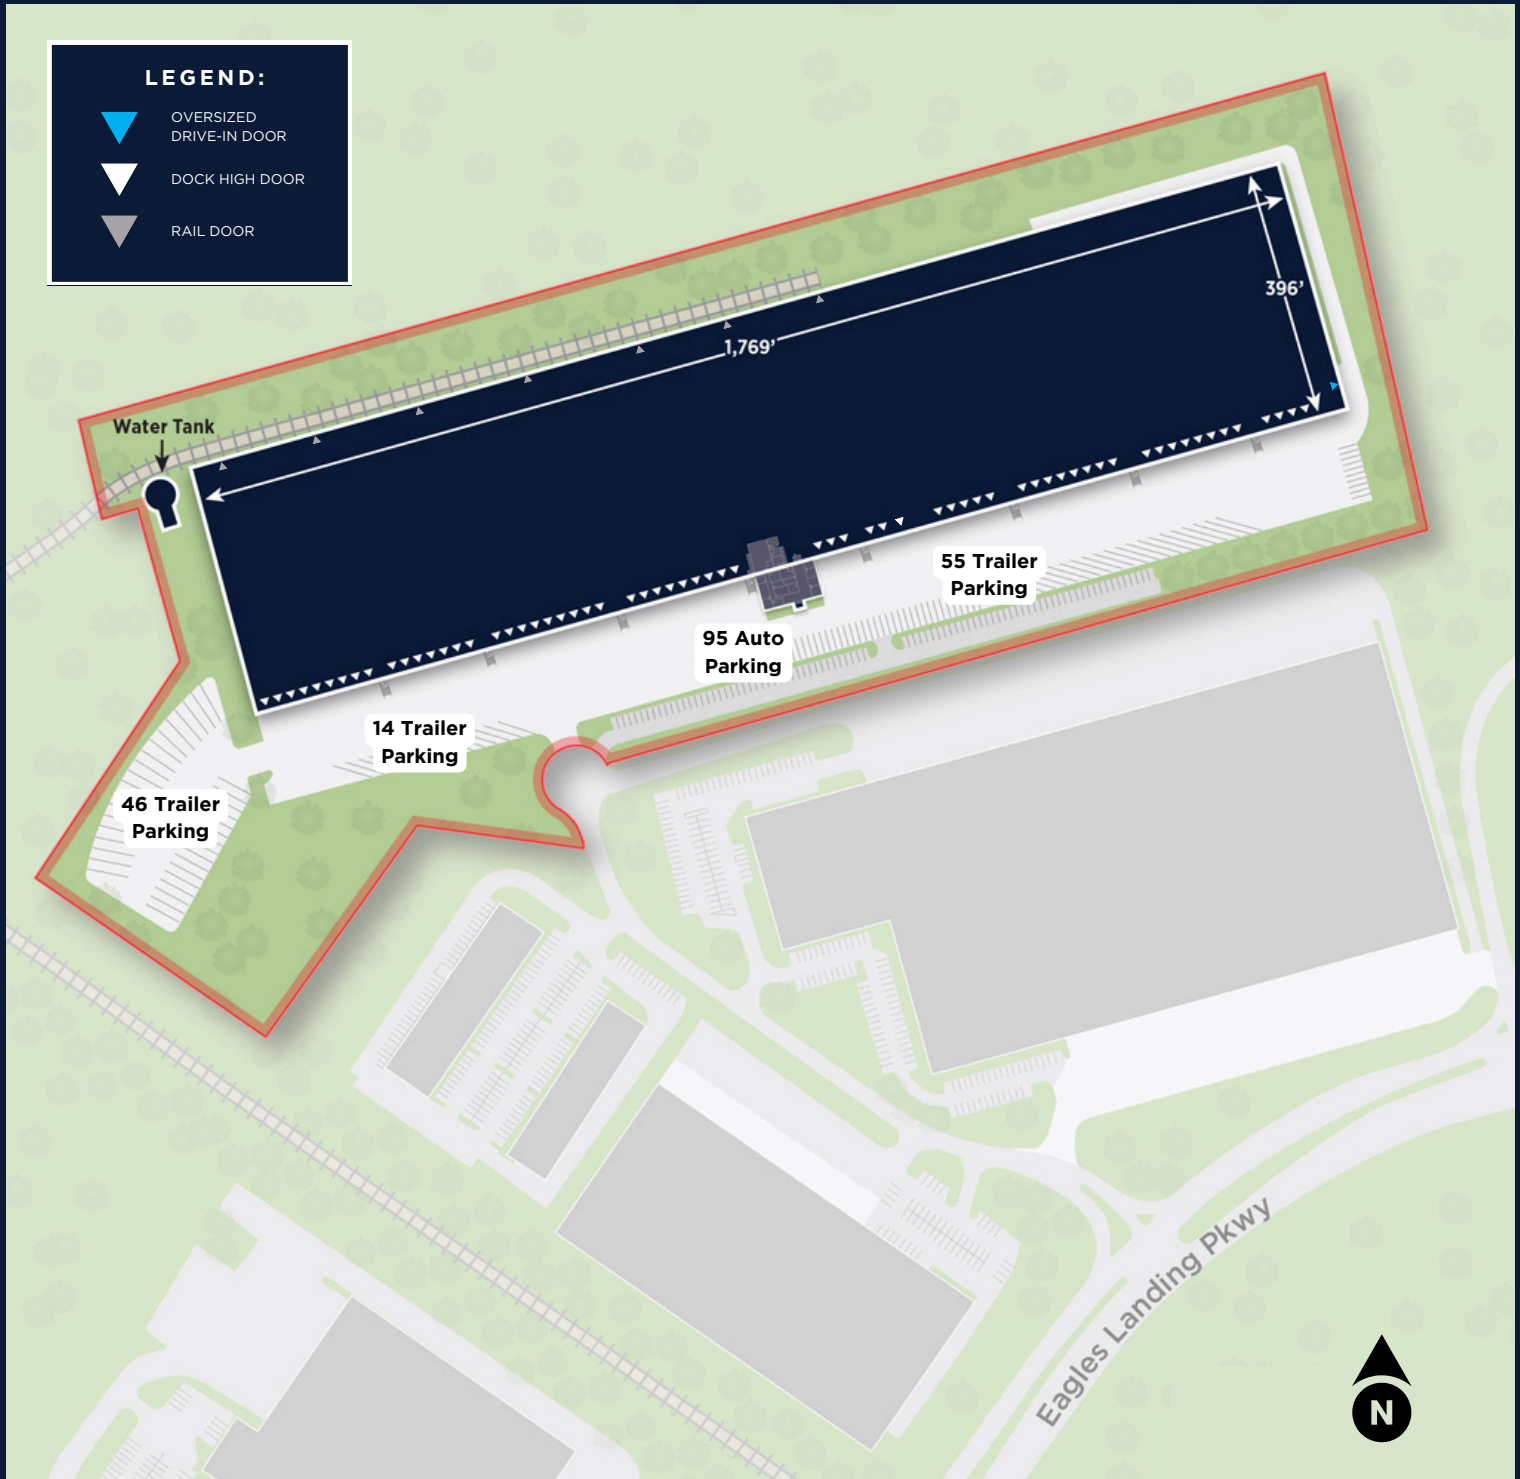 LEGEND:
OVERSIZED
DRIVE-IN DOOR
DOCK HIGH DOOR
RAIL DOOR
396’
1,769’
Water Tank
55 Trailer
Parking
95 Auto
Parking
14 Trailer
Parking
46 Trailer
Parking
Eagles Landing Pkwy
N